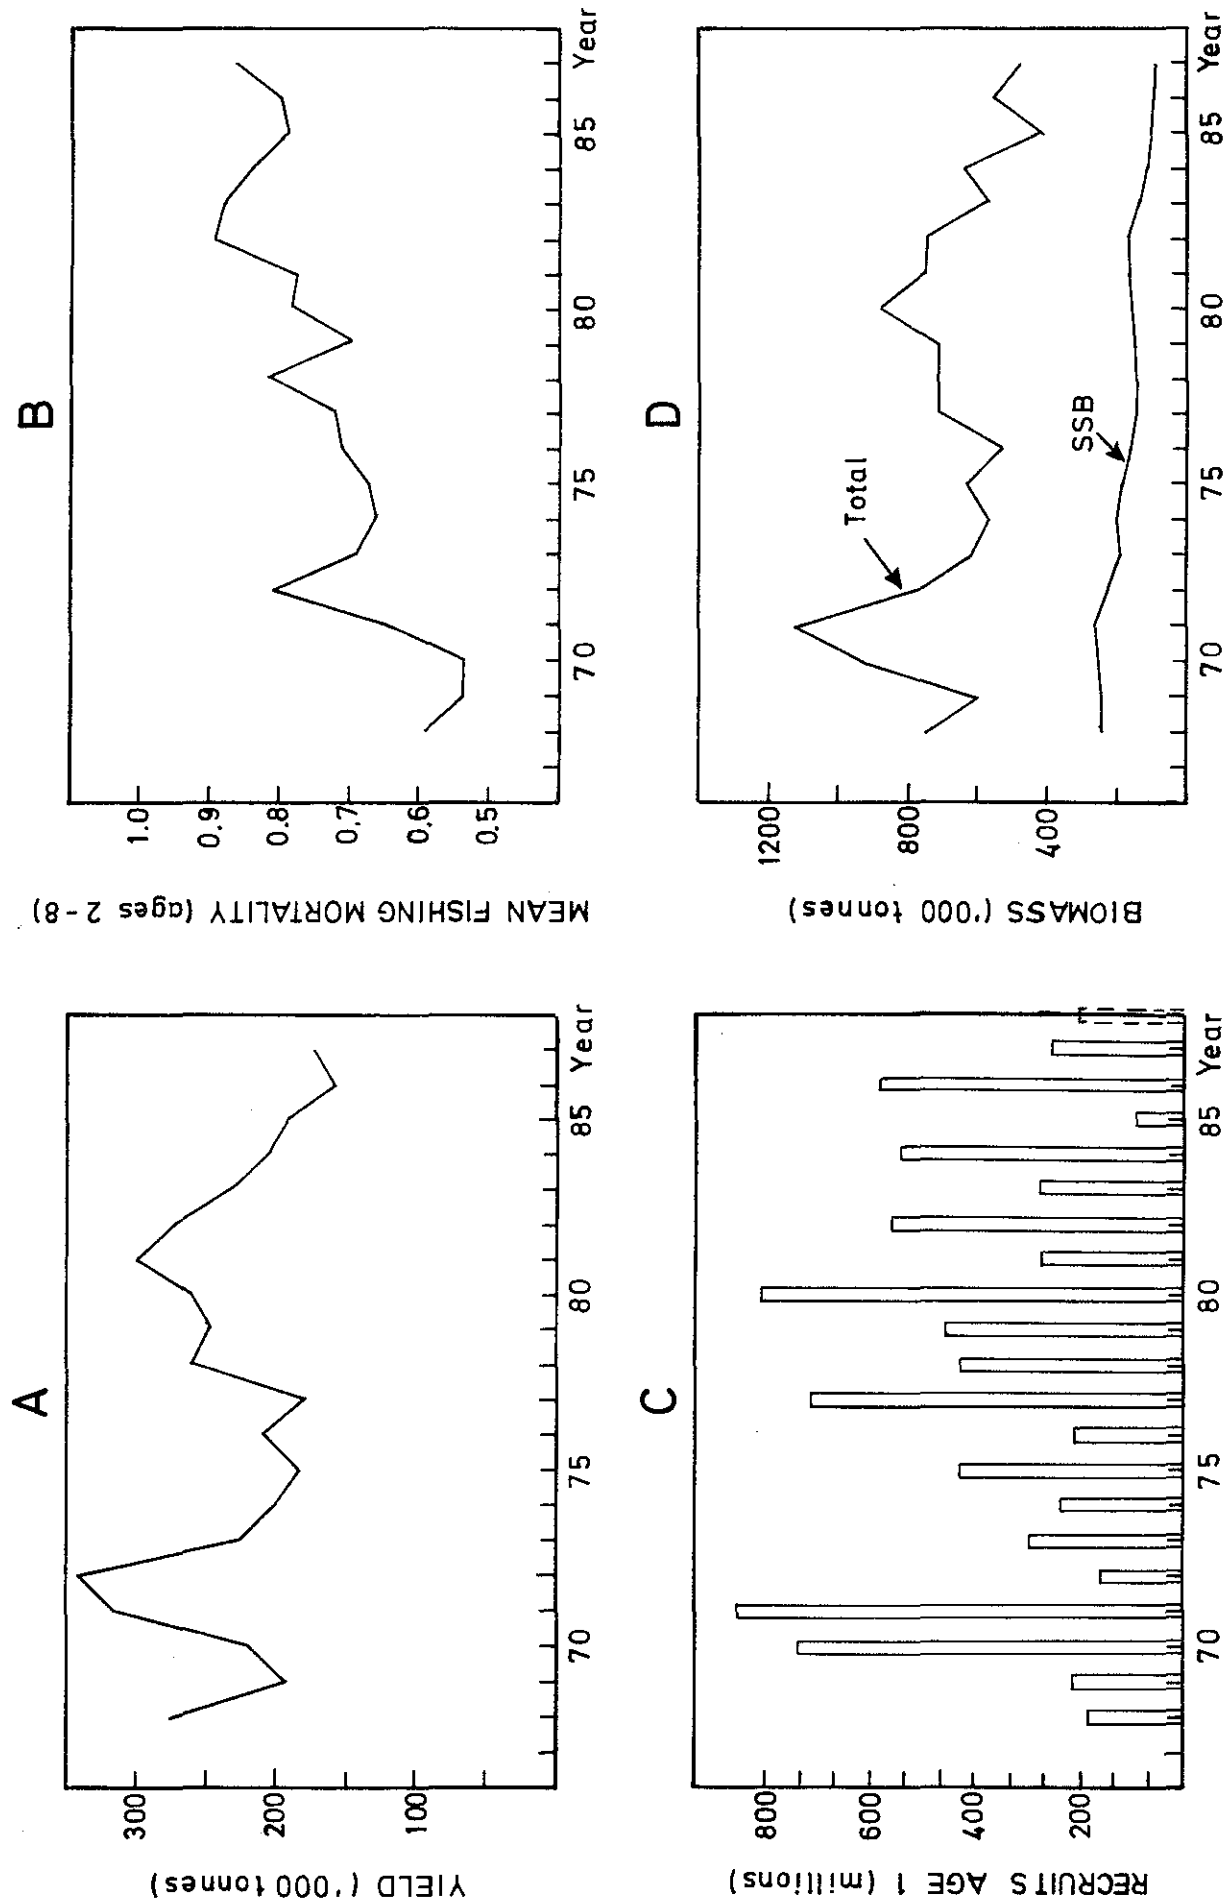 A
YIELD ('000 tonnes)
300
200
70
75
80
85
Year
B
MEAN FISHING MORTALITY (ages 2-8)
1.0
0.9
0.8
0.7
0.6
0.5
70
75
80
85
Year
C
RECRUITS AGE 1 (millions)
800
600
400
200
70
75
80
85
Year
D
BIOMASS ('000 tonnes)
1200
800
400
Total
SSB
70
75
80
85
Year